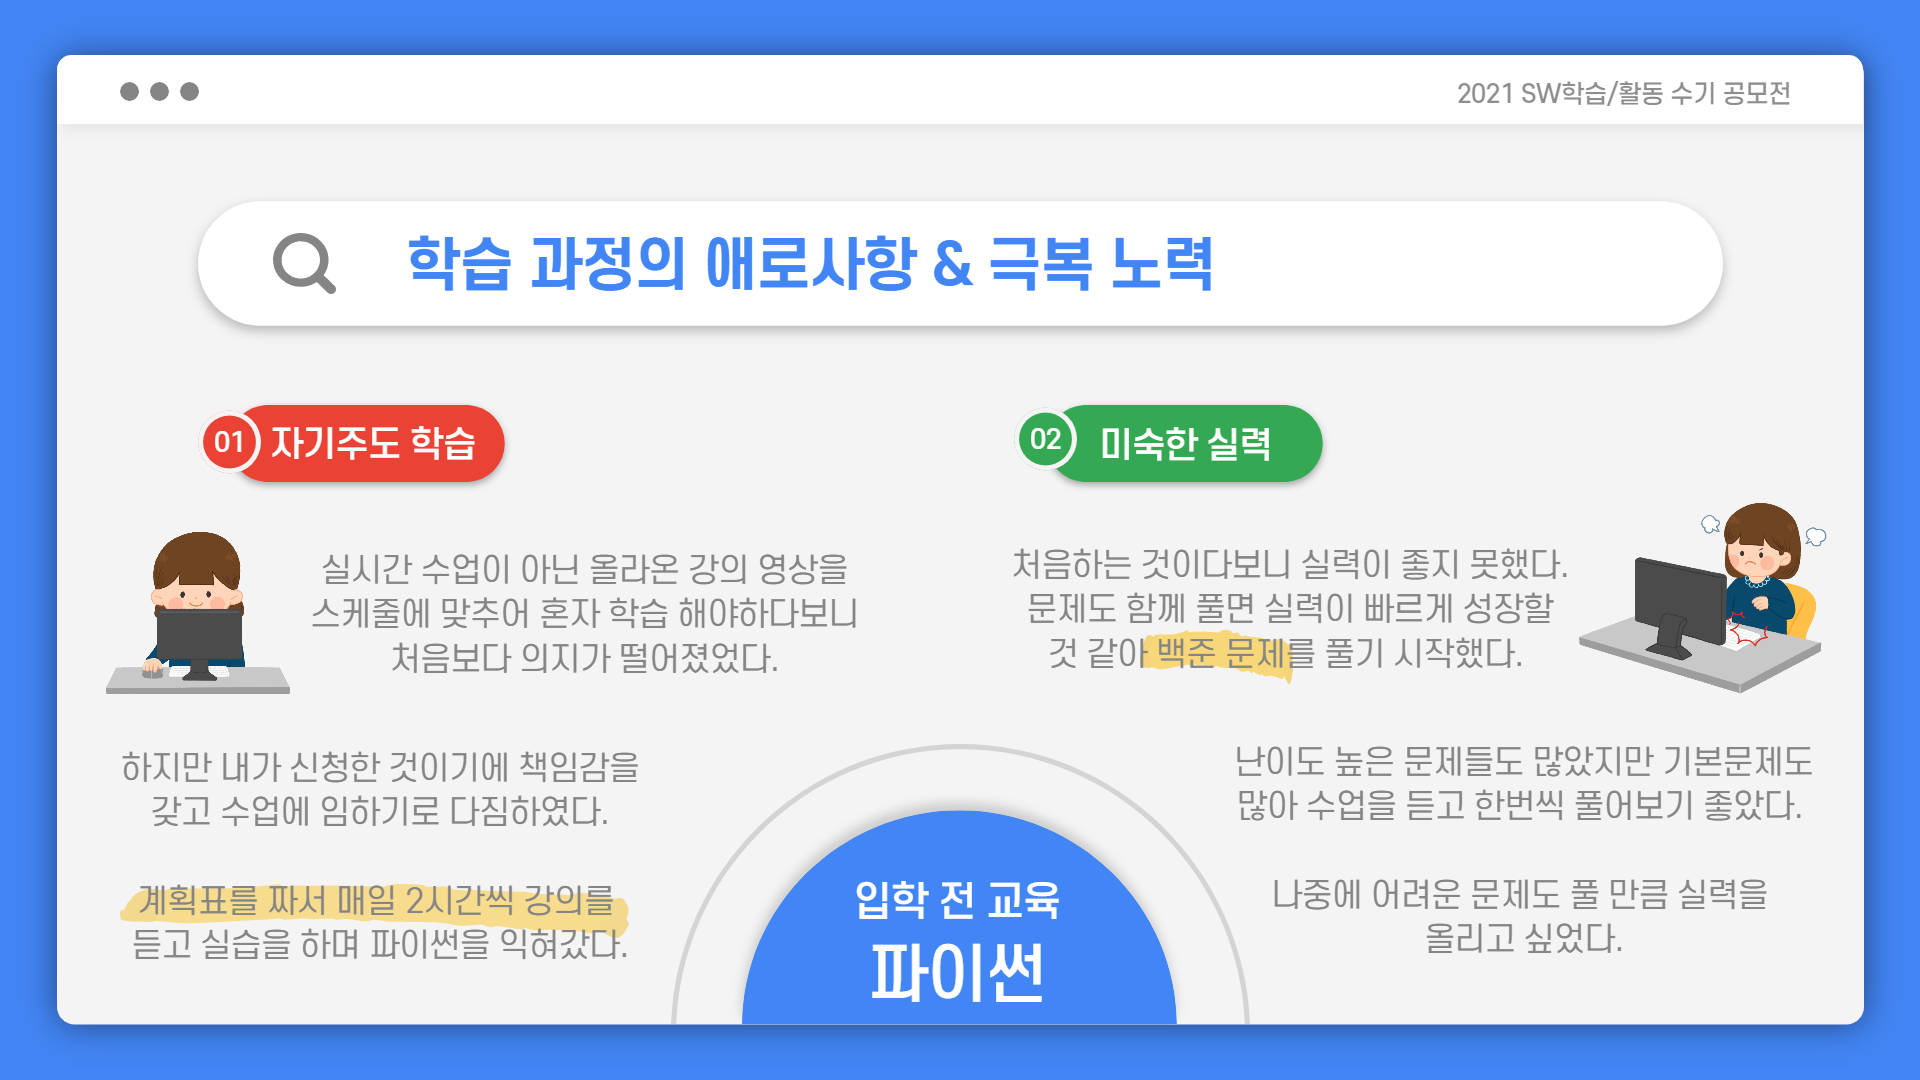 2021 SW학습/활동 수기 공모전
학습 과정의 애로사항 & 극복 노력
01 자기주도 학습
실시간 수업이 아닌 올라온 강의 영상을
스케줄에 맞추어 혼자 학습 해야하다보니
처음보다 의지가 떨어졌었다.
하지만 내가 신청한 것이기에 책임감을
갖고 수업에 임하기로 다짐하였다.
계획표를 짜서 매일 2시간씩 강의를
듣고 실습을 하며 파이썬을 익혀갔다.
02 미숙한 실력
처음하는 것이다보니 실력이 좋지 못했다.
문제도 함께 풀면 실력이 빠르게 성장할
것 같아 백준 문제를 풀기 시작했다.
난이도 높은 문제들도 많았지만 기본문제도
많아 수업을 듣고 한번씩 풀어보기 좋았다.
나중에 어려운 문제도 풀 만큼 실력을
올리고 싶었다.
입학 전 교육
파이썬